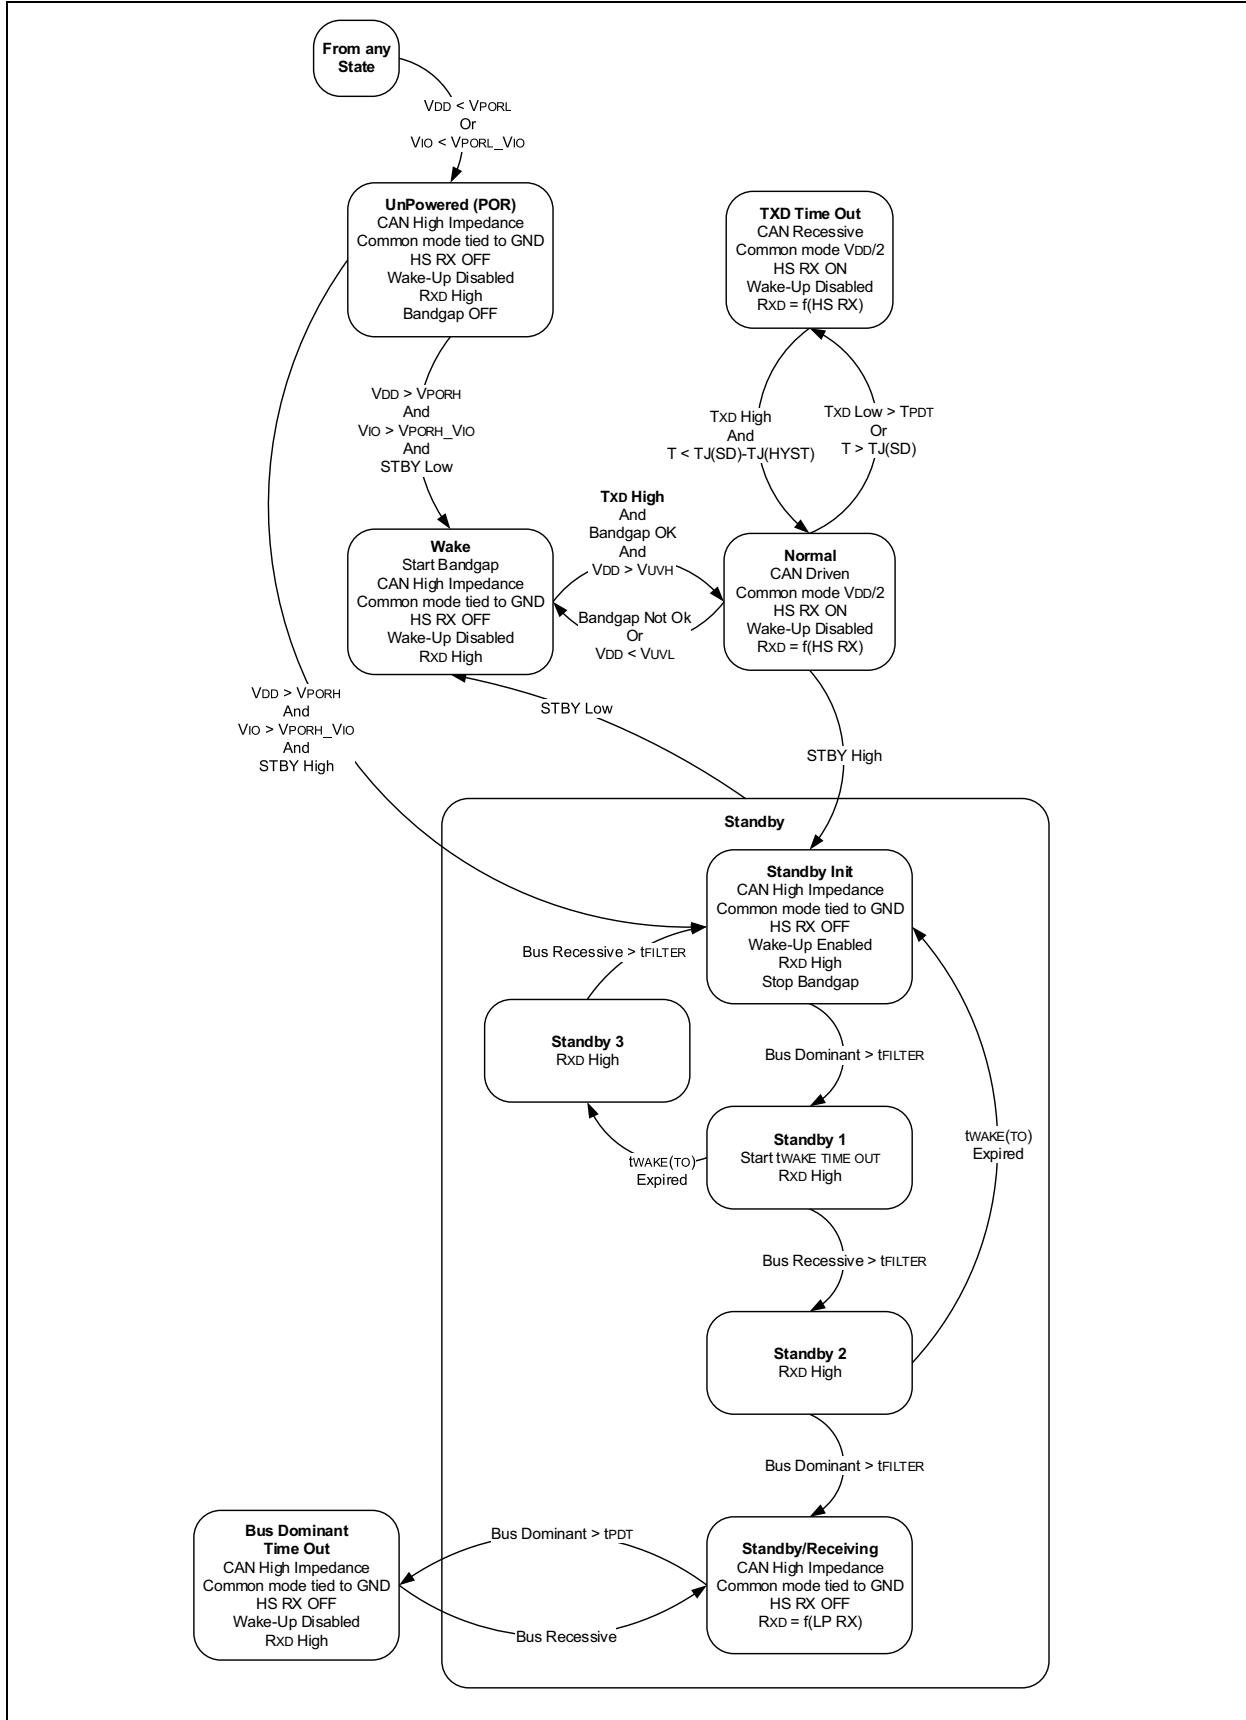 From any
State
VDD < VPORL
Or
VIO < VPORL_VIO
UnPowered (POR)
CAN High Impedance
Common mode tied to GND
HS RX OFF
Wake-Up Disabled
RXD High
Bandgap OFF
TXD Time Out
CAN Recessive
Common mode VDD/2
HS RX ON
Wake-Up Disabled
RXD = f(HS RX)
VDD > VPORH
And
VIO > VPORH_VIO
And
STBY Low
TXD High
And
T < TJ(SD)-TJ(HYST)
TXD Low > TPDT
Or
T > TJ(SD)
TXD High
And
Bandgap OK
And
VDD > VUVH
Wake
Start Bandgap
CAN High Impedance
Common mode tied to GND
HS RX OFF
Wake-Up Disabled
RXD High
Bandgap Not Ok
Or
VDD < VUVL
Normal
CAN Driven
Common mode VDD/2
HS RX ON
Wake-Up Disabled
RXD = f(HS RX)
VDD > VPORH
And
VIO > VPORH_VIO
And
STBY High
STBY Low
STBY High
Standby
Standby Init
CAN High Impedance
Common mode tied to GND
HS RX OFF
Wake-Up Enabled
RXD High
Stop Bandgap
Bus Recessive > tFILTER
Standby 3
RXD High
Bus Dominant > tFILTER
Standby 1
Start tWAKE TIME OUT
RXD High
tWAKE(TO)
Expired
tWAKE(TO)
Expired
Bus Recessive > tFILTER
Standby 2
RXD High
Bus Dominant > tFILTER
Bus Dominant
Time Out
CAN High Impedance
Common mode tied to GND
HS RX OFF
Wake-Up Disabled
RXD High
Bus Dominant > tPDT
Bus Recessive
Standby/Receiving
CAN High Impedance
Common mode tied to GND
HS RX OFF
RXD = f(LP RX)